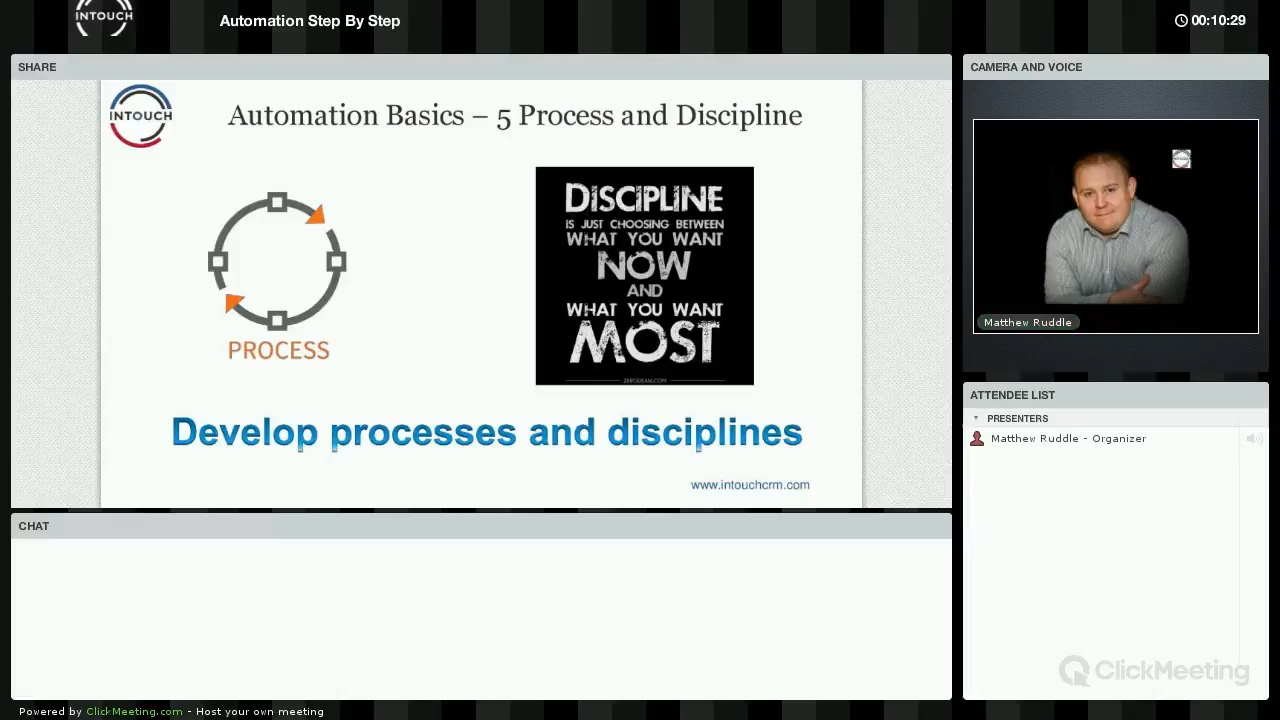 INTOUCH
Automation Step By Step
00:10:29
SHARE
INTOUCH
Automation Basics – 5 Process and Discipline
PROCESS
DISCIPLINE
IS JUST CHOOSING BETWEEN
WHAT YOU WANT
NOW
AND
WHAT YOU WANT
MOST
ZERODEAN.COM
Develop processes and disciplines
www.intouchcrm.com
CHAT
CAMERA AND VOICE
Matthew Ruddle
ATTENDEE LIST
PRESENTERS
Matthew Ruddle - Organizer
ClickMeeting
Powered by ClickMeeting.com - Host your own meeting